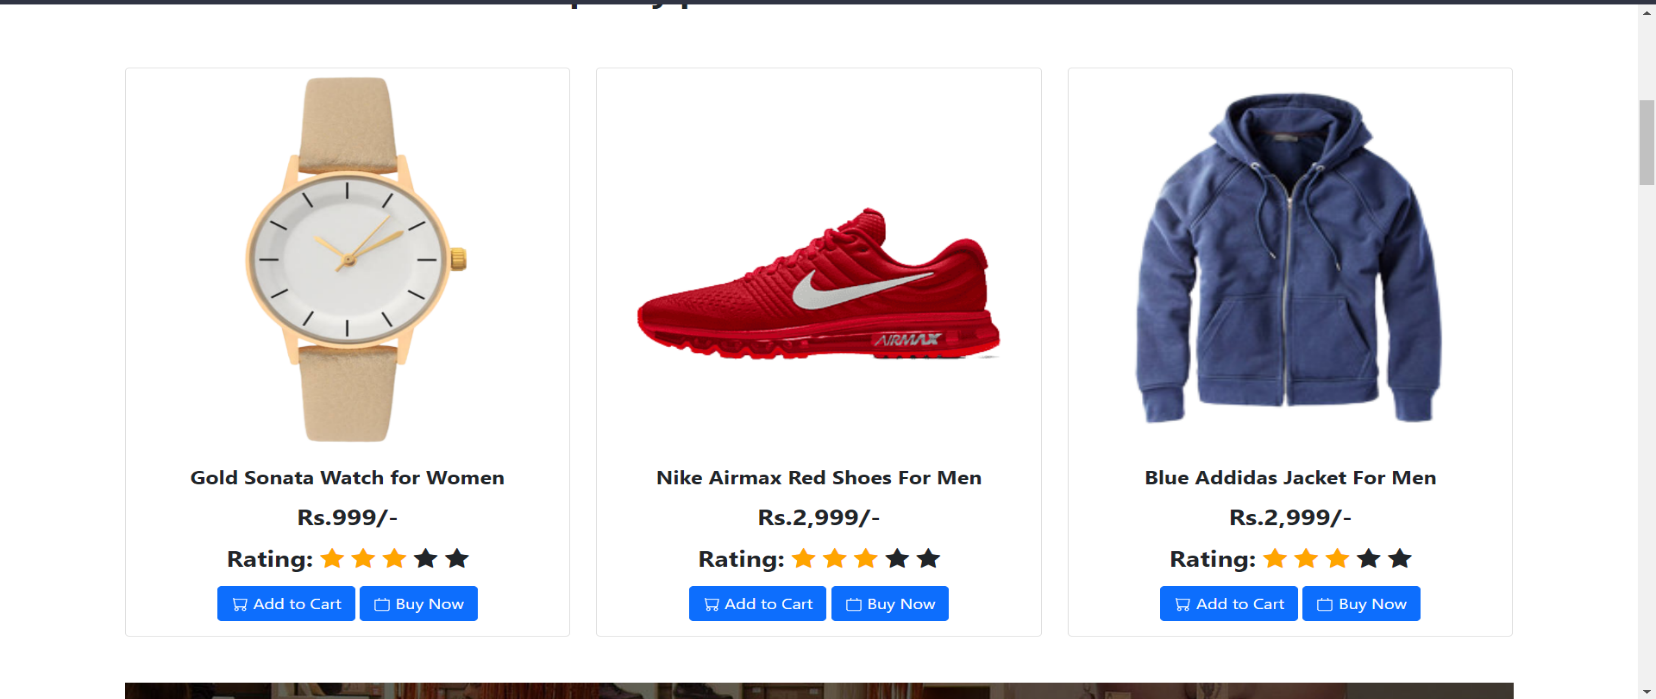 Gold Sonata Watch for Women
Rs.999/-
Rating:
Add to Cart
Buy Now
AIRMAX
Nike Airmax Red Shoes For Men
Rs.2,999/-
Rating:
Add to Cart
Buy Now
Blue Addidas Jacket For Men
Rs.2,999/-
Rating:
Add to Cart
Buy Now